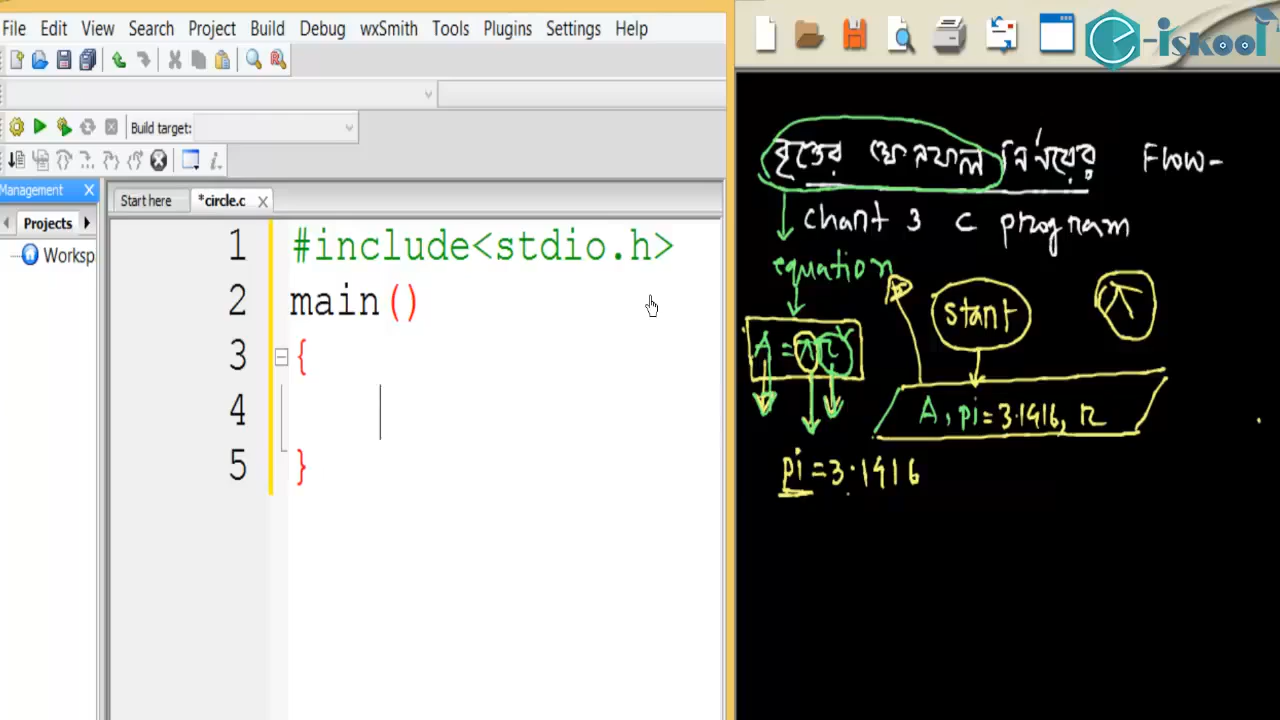 File Edit View Search Project Build Debug wxSmith Tools Plugins Settings Help
Build target:
Management
Projects
Worksp
Start here *circle.c
1 #include<stdio.h>
2 main()
3 {
4
5 }
e-iskool
বৃত্তের ক্ষেত্রফল নির্ণয়ের Flow-
chart ও C program
equation
A = πr²
pi = 3.1416
start
A, pi = 3.1416, r
r